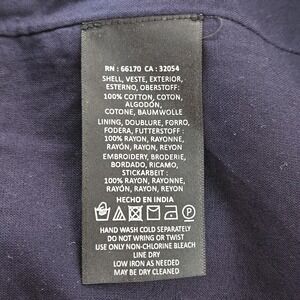 RN : 66170 CA : 32054
SHELL, VESTE, EXTERIOR,
ESTERNO, OBERSTOFF:
100% COTTON, COTON,
ALGODÓN,
COTONE, BAUMWOLLE
LINING, DOUBLURE, FORRO,
FODERA, FUTTERSTOFF :
100% RAYON, RAYONNE,
RAYÓN, RAYON, REYON
EMBROIDERY, BRODERIE,
BORDADO, RICAMO,
STICKARBEIT :
100% RAYON, RAYONNE,
RAYÓN, RAYON, REYON
HECHO EN INDIA
HAND WASH COLD SEPARATELY
DO NOT WRING OR TWIST
USE ONLY NON-CHLORINE BLEACH
LINE DRY
LOW IRON AS NEEDED
MAY BE DRY CLEANED